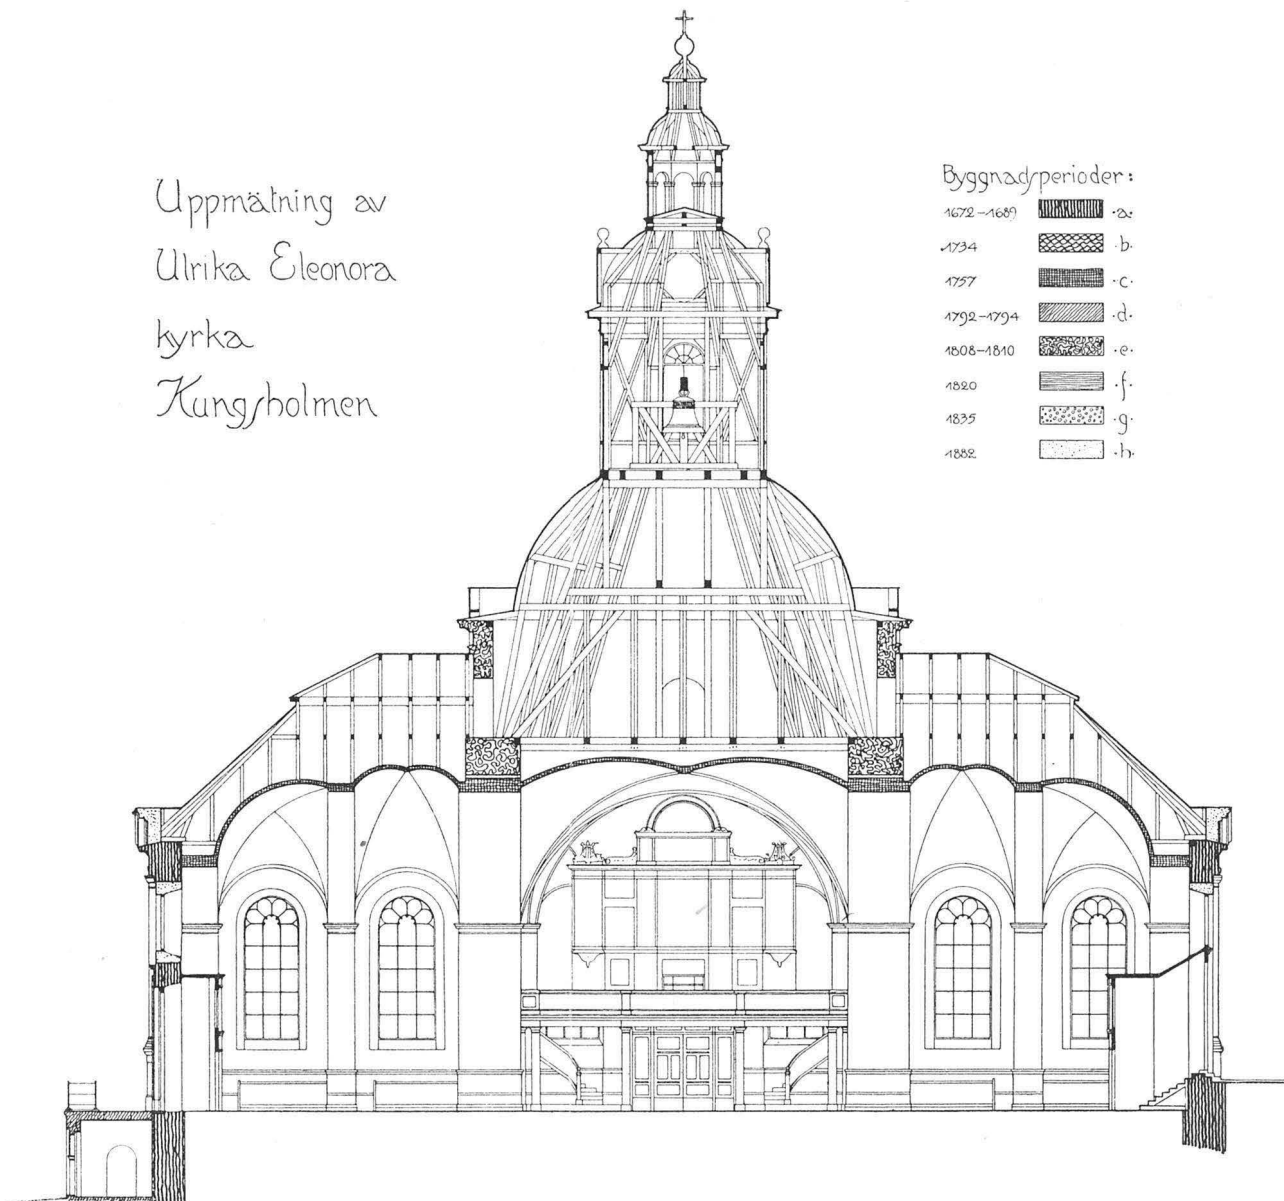 Uppmätning av
Ulrika Eleonora
kyrka
Kungsholmen
Byggnadsperioder:
1672–1689 ·a·
1734 ·b·
1757 ·c·
1792–1794 ·d·
1808–1810 ·e·
1820 ·f·
1835 ·g·
1882 ·h·